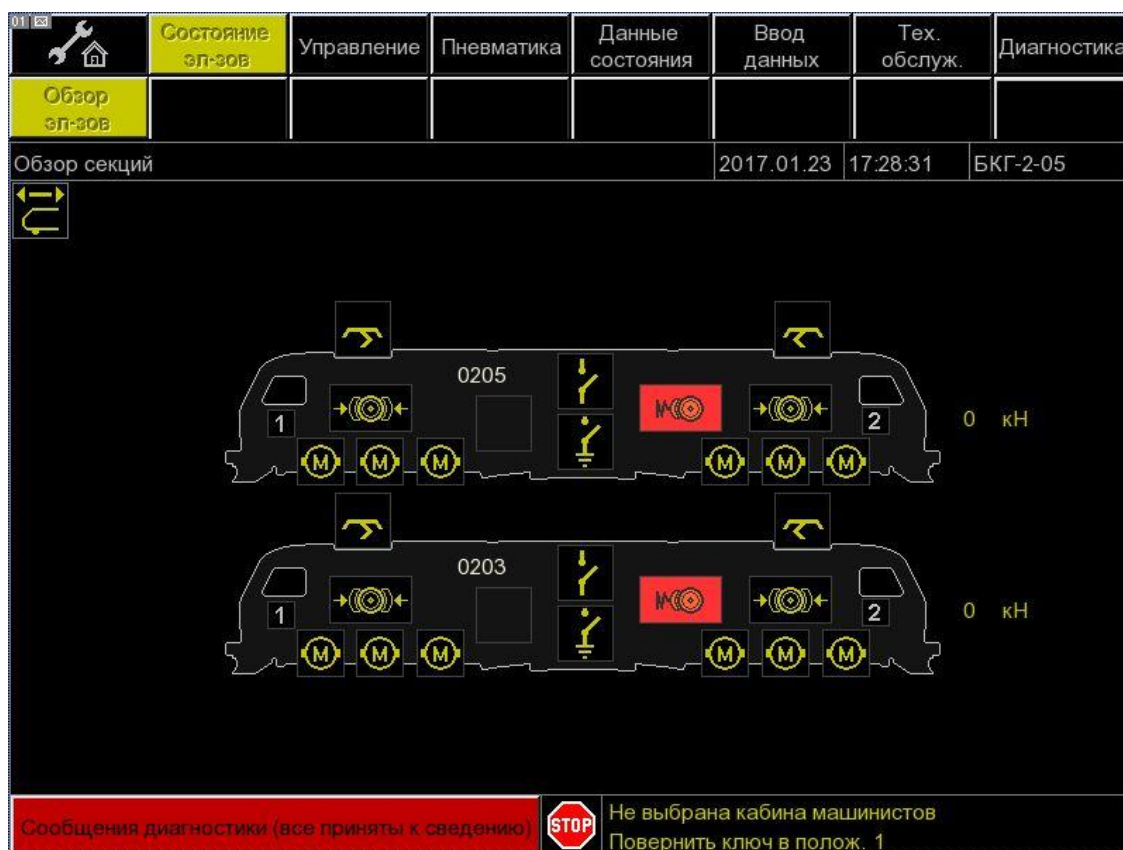 01
Состояние
эл-зов
Управление
Пневматика
Данные
состояния
Ввод
данных
Тех.
обслуж.
Диагностика
Обзор
эл-зов
Обзор секций
2017.01.23
17:28:31
БКГ-2-05
0205
1
2
0 кН
M M M M M M
0203
1
2
0 кН
M M M M M M
Сообщения диагностики (все приняты к сведению)
STOP
Не выбрана кабина машинистов
Повернить ключ в полож. 1